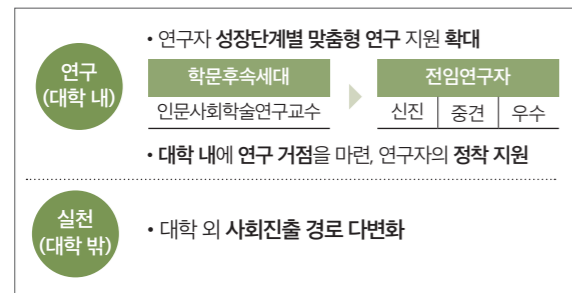 • 연구자 성장단계별 맞춤형 연구 지원 확대
연구
(대학 내)
학문후속세대
전임연구자
인문사회학술연구교수
신진 중견 우수
• 대학 내에 연구 거점을 마련, 연구자의 정착 지원
실천
(대학 밖)
• 대학 외 사회진출 경로 다변화